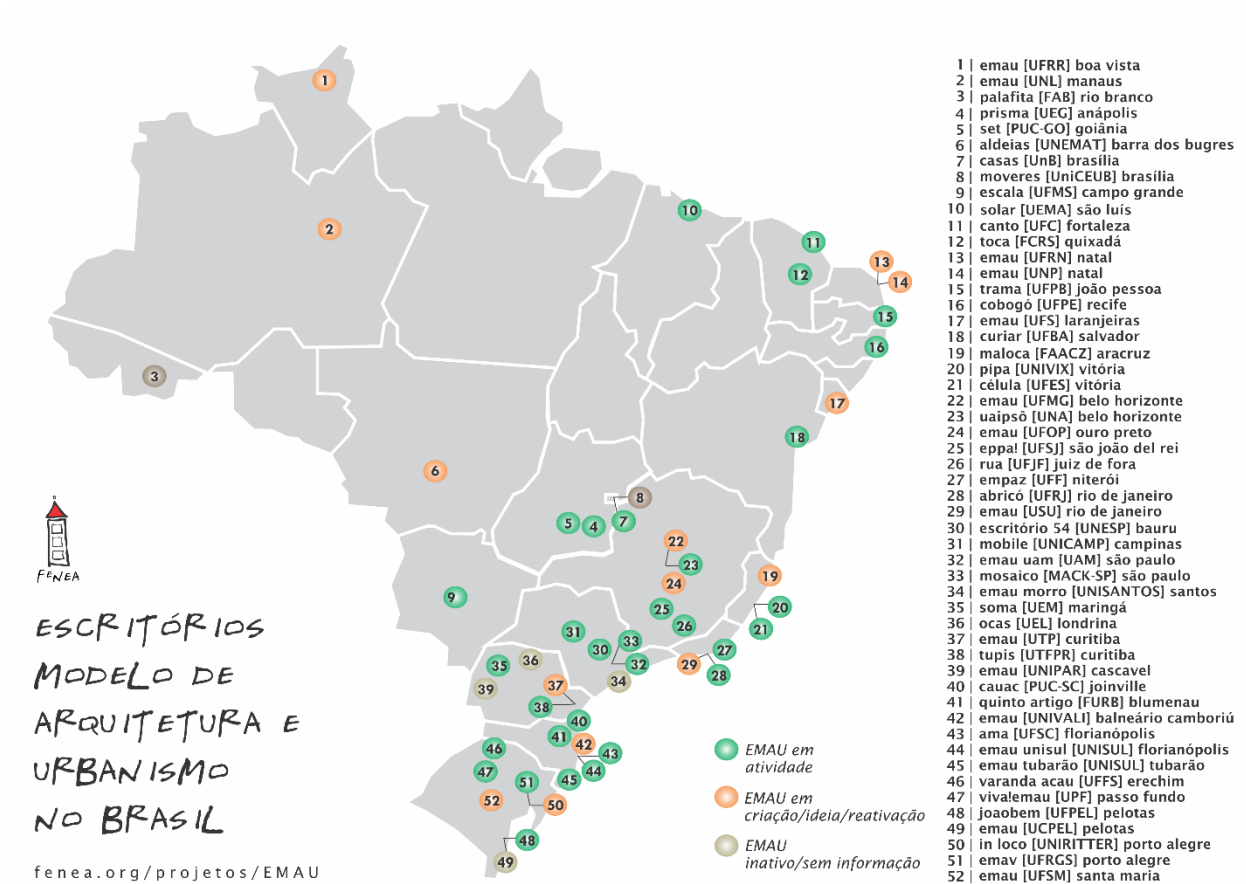 1 | emau [UFRR] boa vista
2 | emau [UNL] manaus
3 | palafita [FAB] rio branco
4 | prisma [UEG] anápolis
5 | set [PUC-GO] goiânia
6 | aldeias [UNEMAT] barra dos bugres
7 | casas [UnB] brasília
8 | moveres [UniCEUB] brasília
9 | escala [UFMS] campo grande
10 | solar [UEMA] são luís
11 | canto [UFC] fortaleza
12 | toca [FCRS] quixadá
13 | emau [UFRN] natal
14 | emau [UNP] natal
15 | trama [UFPB] joão pessoa
16 | cobogó [UFPE] recife
17 | emau [UFS] laranjeiras
18 | curiar [UFBA] salvador
19 | maloca [FAACZ] aracruz
20 | pipa [UNIVIX] vitória
21 | célula [UFES] vitória
22 | emau [UFMG] belo horizonte
23 | uaipsô [UNA] belo horizonte
24 | emau [UFOP] ouro preto
25 | eppa! [UFSJ] são joão del rei
26 | rua [UFJF] juiz de fora
27 | empaz [UFF] niterói
28 | abricó [UFRJ] rio de janeiro
29 | emau [USU] rio de janeiro
30 | escritório 54 [UNESP] bauru
31 | mobile [UNICAMP] campinas
32 | emau uam [UAM] são paulo
33 | mosaico [MACK-SP] são paulo
34 | emau morro [UNISANTOS] santos
35 | soma [UEM] maringá
36 | ocas [UEL] londrina
37 | emau [UTP] curitiba
38 | tupis [UTFPR] curitiba
39 | emau [UNIPAR] cascavel
40 | cauac [PUC-SC] joinville
41 | quinto artigo [FURB] blumenau
42 | emau [UNIVALI] balneário camboriú
43 | ama [UFSC] florianópolis
44 | emau unisul [UNISUL] florianópolis
45 | emau tubarão [UNISUL] tubarão
46 | varanda acau [UFFS] erechim
47 | viva!emau [UPF] passo fundo
48 | joaobem [UFPEL] pelotas
49 | emau [UCPEL] pelotas
50 | in loco [UNIRITTER] porto alegre
51 | emav [UFRGS] porto alegre
52 | emau [UFSM] santa maria
1
2
10
11
12
13
14
15
16
3
17
18
6
8
5
4
7
22
23
24
19
9
20
25
21
26
31
33
30
27
36
32
29
35
28
34
37
39
38
40
41
42
46
43
47
44
51
45
52
50
48
49
FENEA
ESCRITÓRIOS
MODELO DE
ARQUITETURA E
URBANISMO
NO BRASIL
fenea.org/projetos/EMAU
EMAU em
atividade
EMAU em
criação/ideia/reativação
EMAU
inativo/sem informação